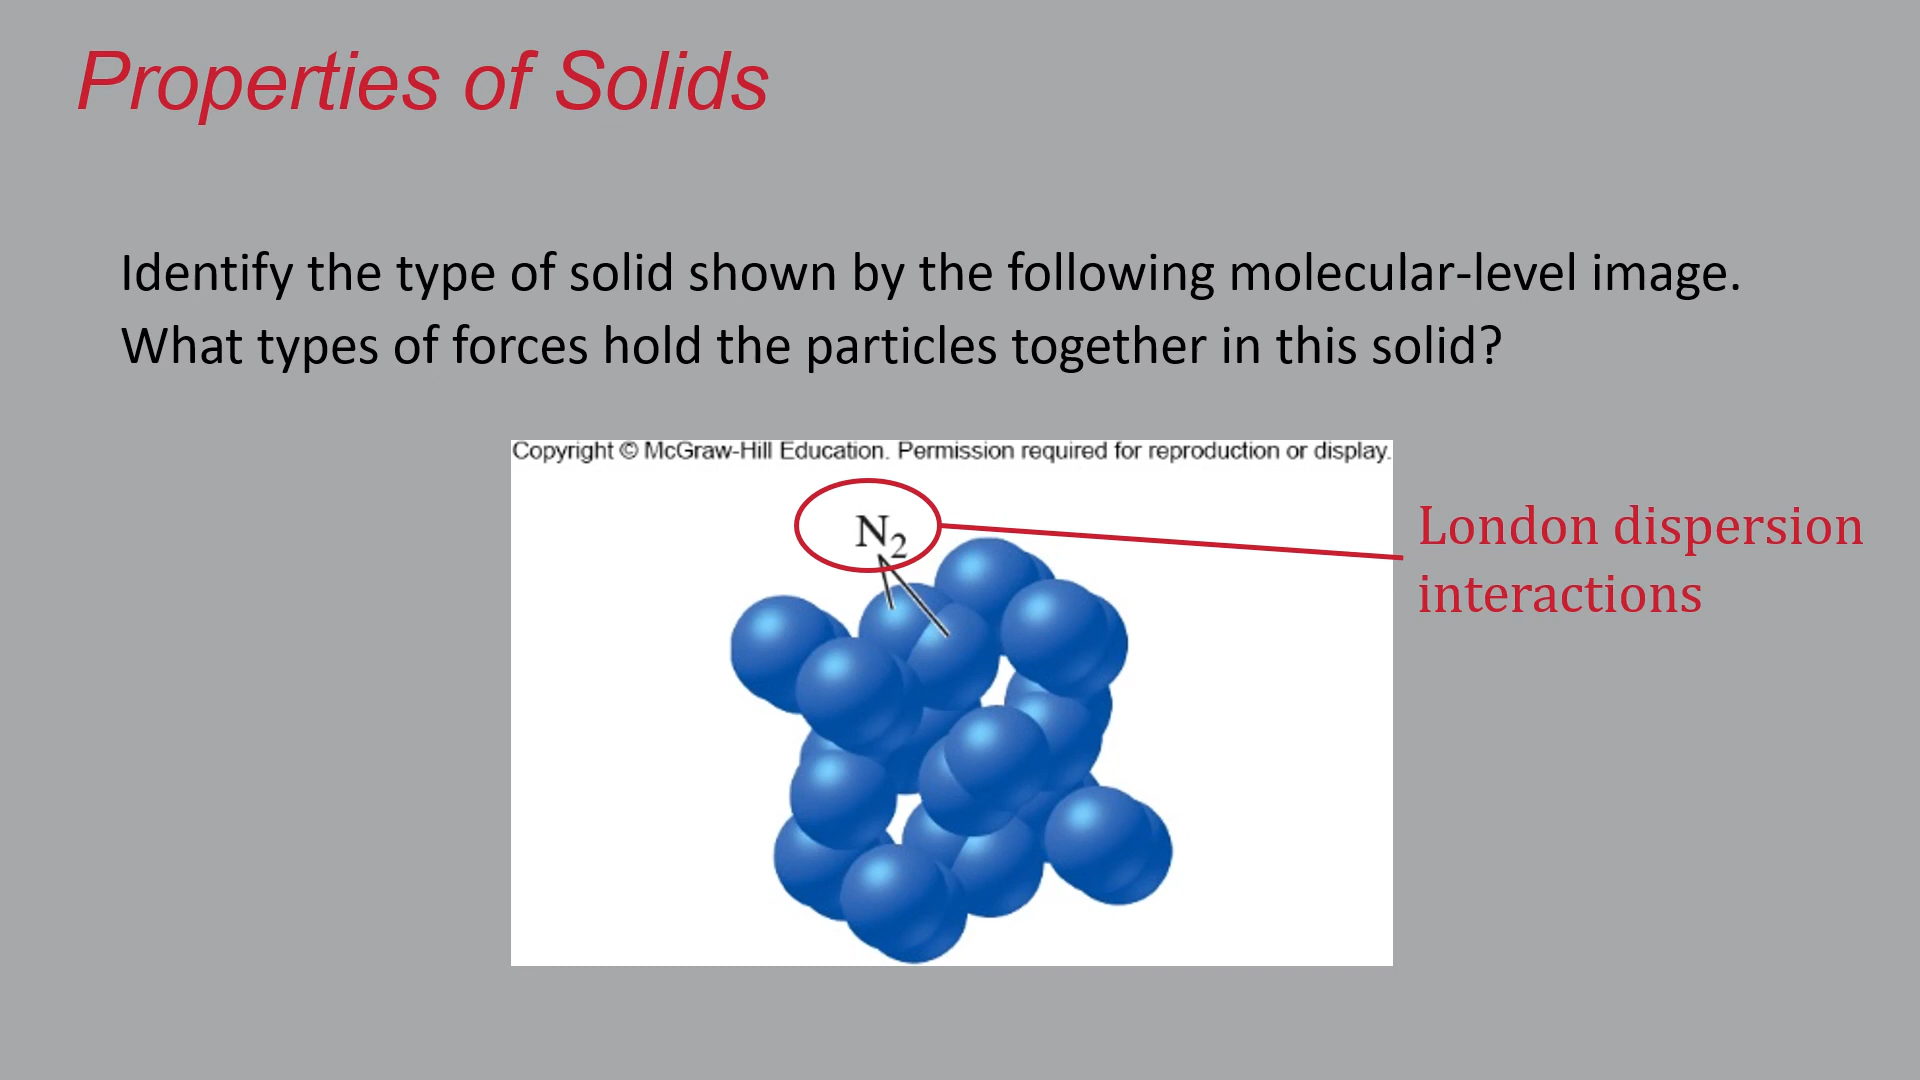 Properties of Solids
Identify the type of solid shown by the following molecular-level image.
What types of forces hold the particles together in this solid?
Copyright © McGraw-Hill Education. Permission required for reproduction or display.
N₂
London dispersion
interactions